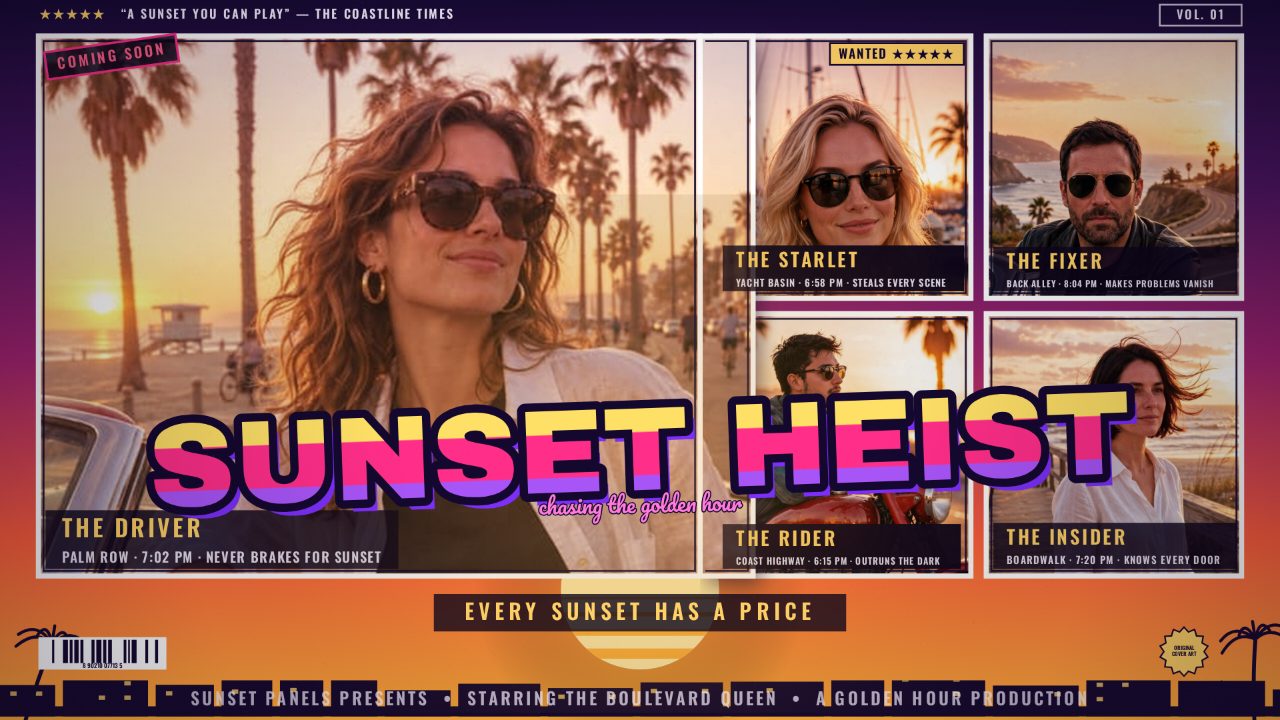 ★★★★★ “A SUNSET YOU CAN PLAY” — THE COASTLINE TIMES
VOL. 01
COMING SOON
WANTED ★★★★★
THE STARLET
YACHT BASIN · 6:58 PM · STEALS EVERY SCENE
THE FIXER
BACK ALLEY · 8:04 PM · MAKES PROBLEMS VANISH
SUNSET HEIST
chasing the golden hour
THE DRIVER
PALM ROW · 7:02 PM · NEVER BRAKES FOR SUNSET
THE RIDER
COAST HIGHWAY · 6:15 PM · OUTRUNS THE DARK
THE INSIDER
BOARDWALK · 7:20 PM · KNOWS EVERY DOOR
EVERY SUNSET HAS A PRICE
ORIGINAL
COVER ART
SUNSET PANELS PRESENTS • STARRING THE BOULEVARD QUEEN • A GOLDEN HOUR PRODUCTION